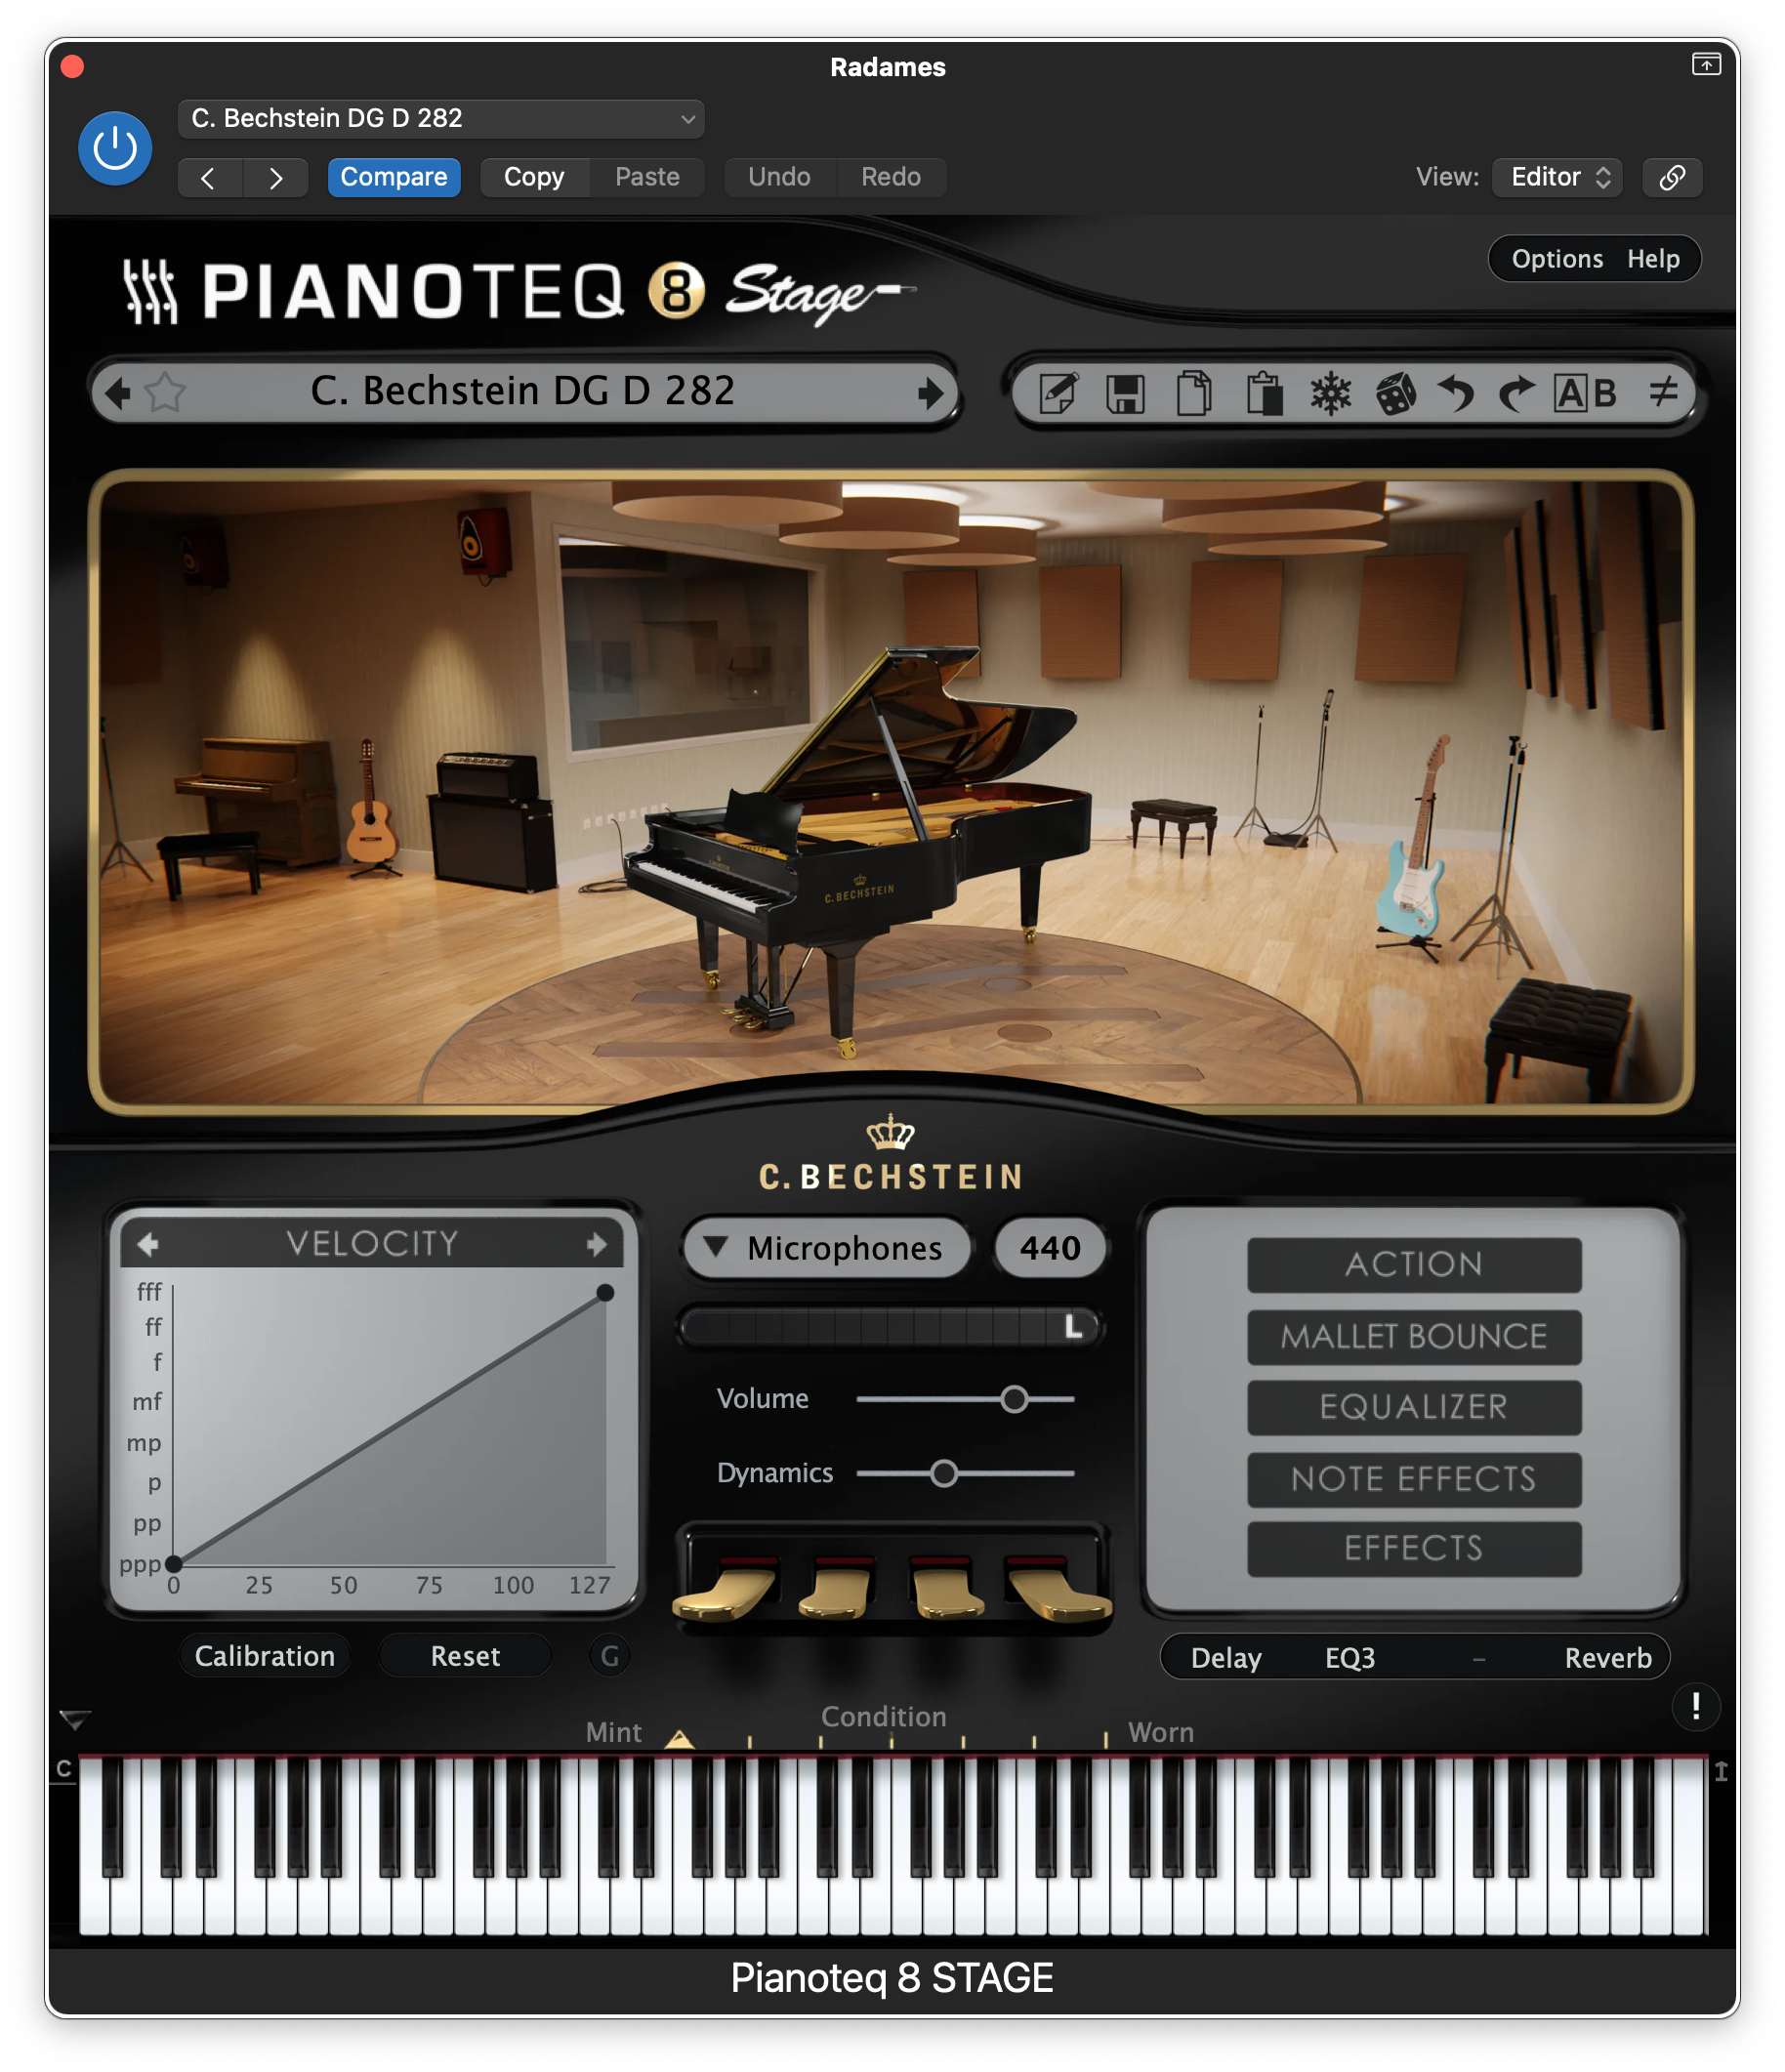 Radames
C. Bechstein DG D 282
Compare Copy Paste Undo Redo View: Editor
Options Help
PIANOTEQ 8 Stage
C. Bechstein DG D 282
A B ≠
C. BECHSTEIN
C. BECHSTEIN
VELOCITY
fff
ff
f
mf
mp
p
pp
ppp
0 25 50 75 100 127
Calibration Reset G
Microphones 440
L
Volume
Dynamics
ACTION
MALLET BOUNCE
EQUALIZER
NOTE EFFECTS
EFFECTS
Delay EQ3 – Reverb
!
Mint Condition Worn
C
Pianoteq 8 STAGE